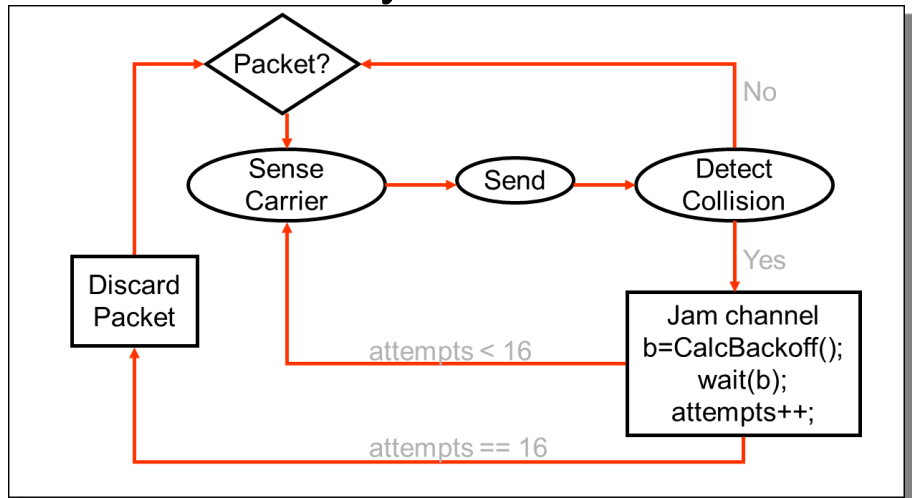 Packet?
No
Sense
Carrier
Send
Detect
Collision
Yes
Discard
Packet
Jam channel
b=CalcBackoff();
wait(b);
attempts++;
attempts < 16
attempts == 16